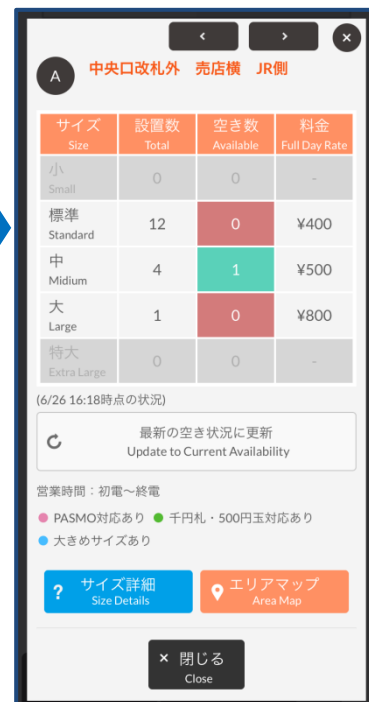 A
中央口改札外 売店横 JR側
サイズ 設置数 空き数 料金
Size Total Available Full Day Rate
小 0 0 -
Small
標準 12 0 ¥400
Standard
中 4 1 ¥500
Midium
大 1 0 ¥800
Large
特大 0 0 -
Extra Large
(6/26 16:18時点の状況)
最新の空き状況に更新
Update to Current Availability
営業時間：初電〜終電
PASMO対応あり 千円札・500円玉対応あり
大きめサイズあり
? サイズ詳細
Size Details
エリアマップ
Area Map
× 閉じる
Close